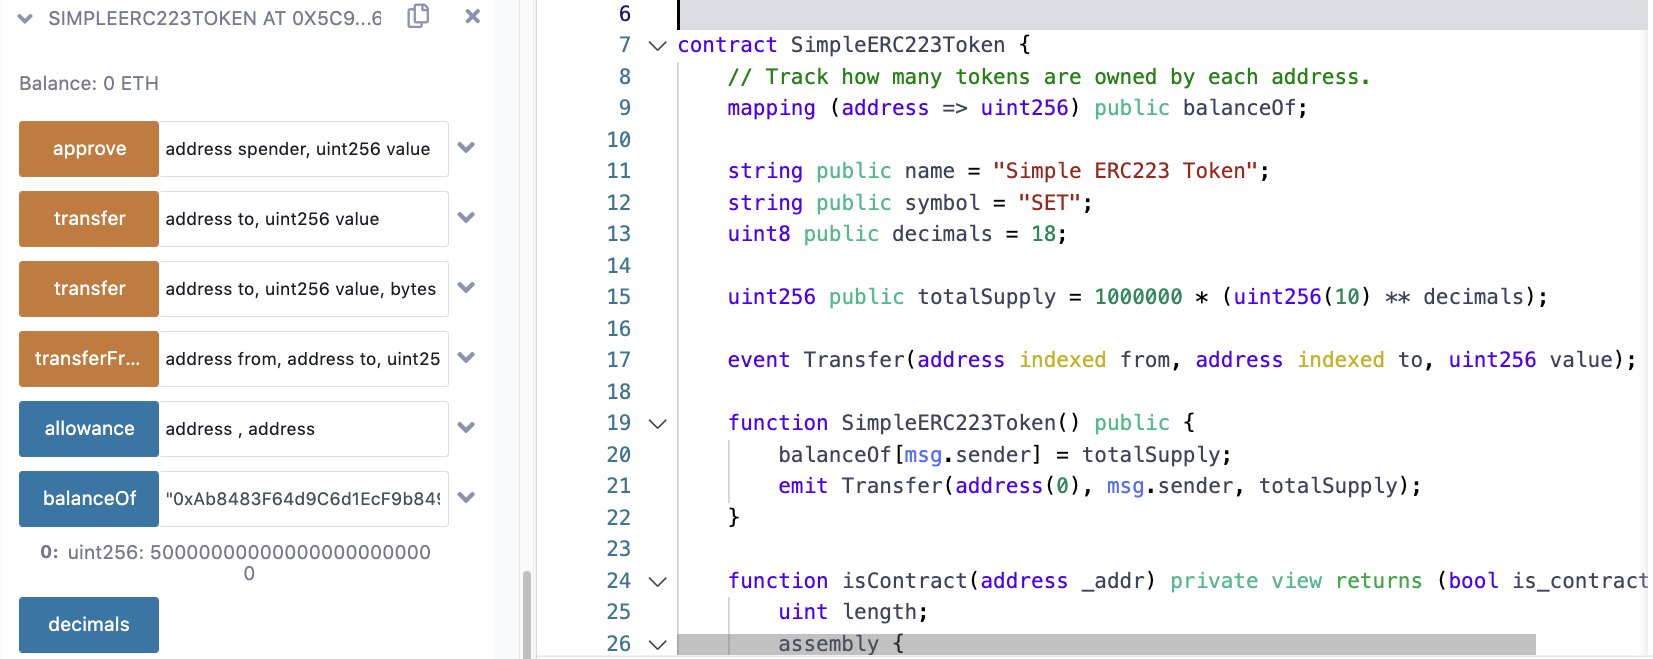 SIMPLEERC223TOKEN AT 0X5C9...6
Balance: 0 ETH
approve address spender, uint256 value
transfer address to, uint256 value
transfer address to, uint256 value, bytes
transferFr... address from, address to, uint25
allowance address , address
balanceOf "0xAb8483F64d9C6d1EcF9b849
0: uint256: 50000000000000000000000
0
decimals
6
7 contract SimpleERC223Token {
8 // Track how many tokens are owned by each address.
9 mapping (address => uint256) public balanceOf;
10
11 string public name = "Simple ERC223 Token";
12 string public symbol = "SET";
13 uint8 public decimals = 18;
14
15 uint256 public totalSupply = 1000000 * (uint256(10) ** decimals);
16
17 event Transfer(address indexed from, address indexed to, uint256 value);
18
19 function SimpleERC223Token() public {
20 balanceOf[msg.sender] = totalSupply;
21 emit Transfer(address(0), msg.sender, totalSupply);
22 }
23
24 function isContract(address _addr) private view returns (bool is_contract
25 uint length;
26 assembly {